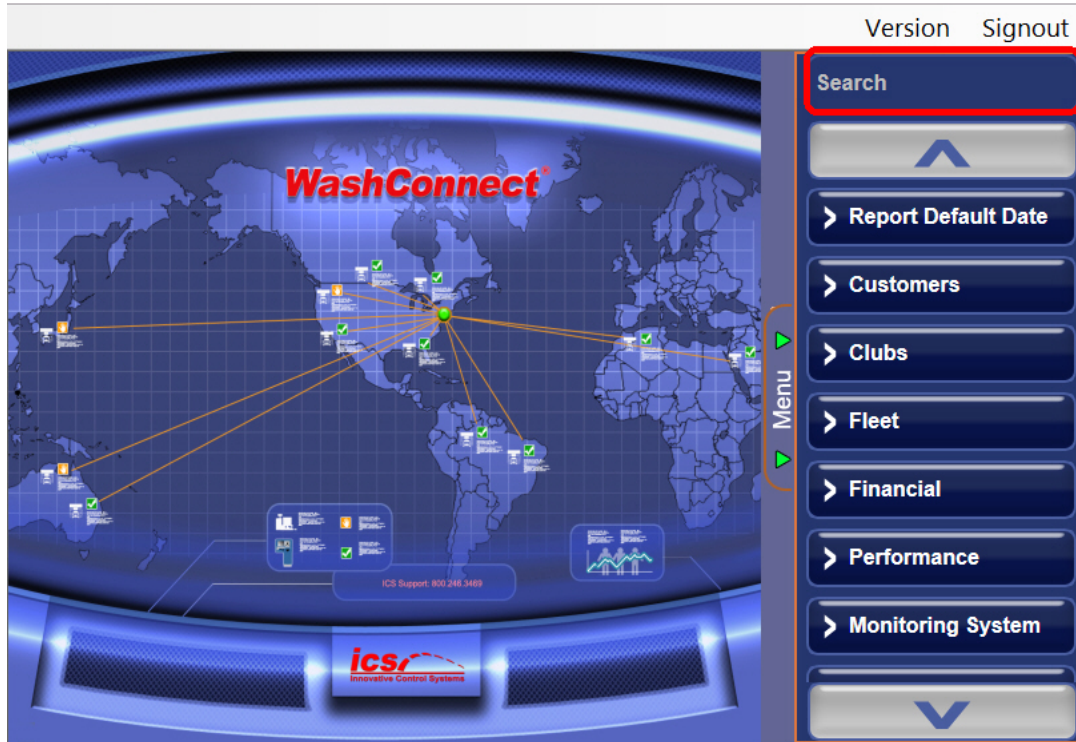 Version Signout
Search
WashConnect
Report Default Date
Customers
Clubs
Fleet
Financial
Performance
Monitoring System
Menu
ICS Support: 800.246.3469
ics
Innovative Control Systems